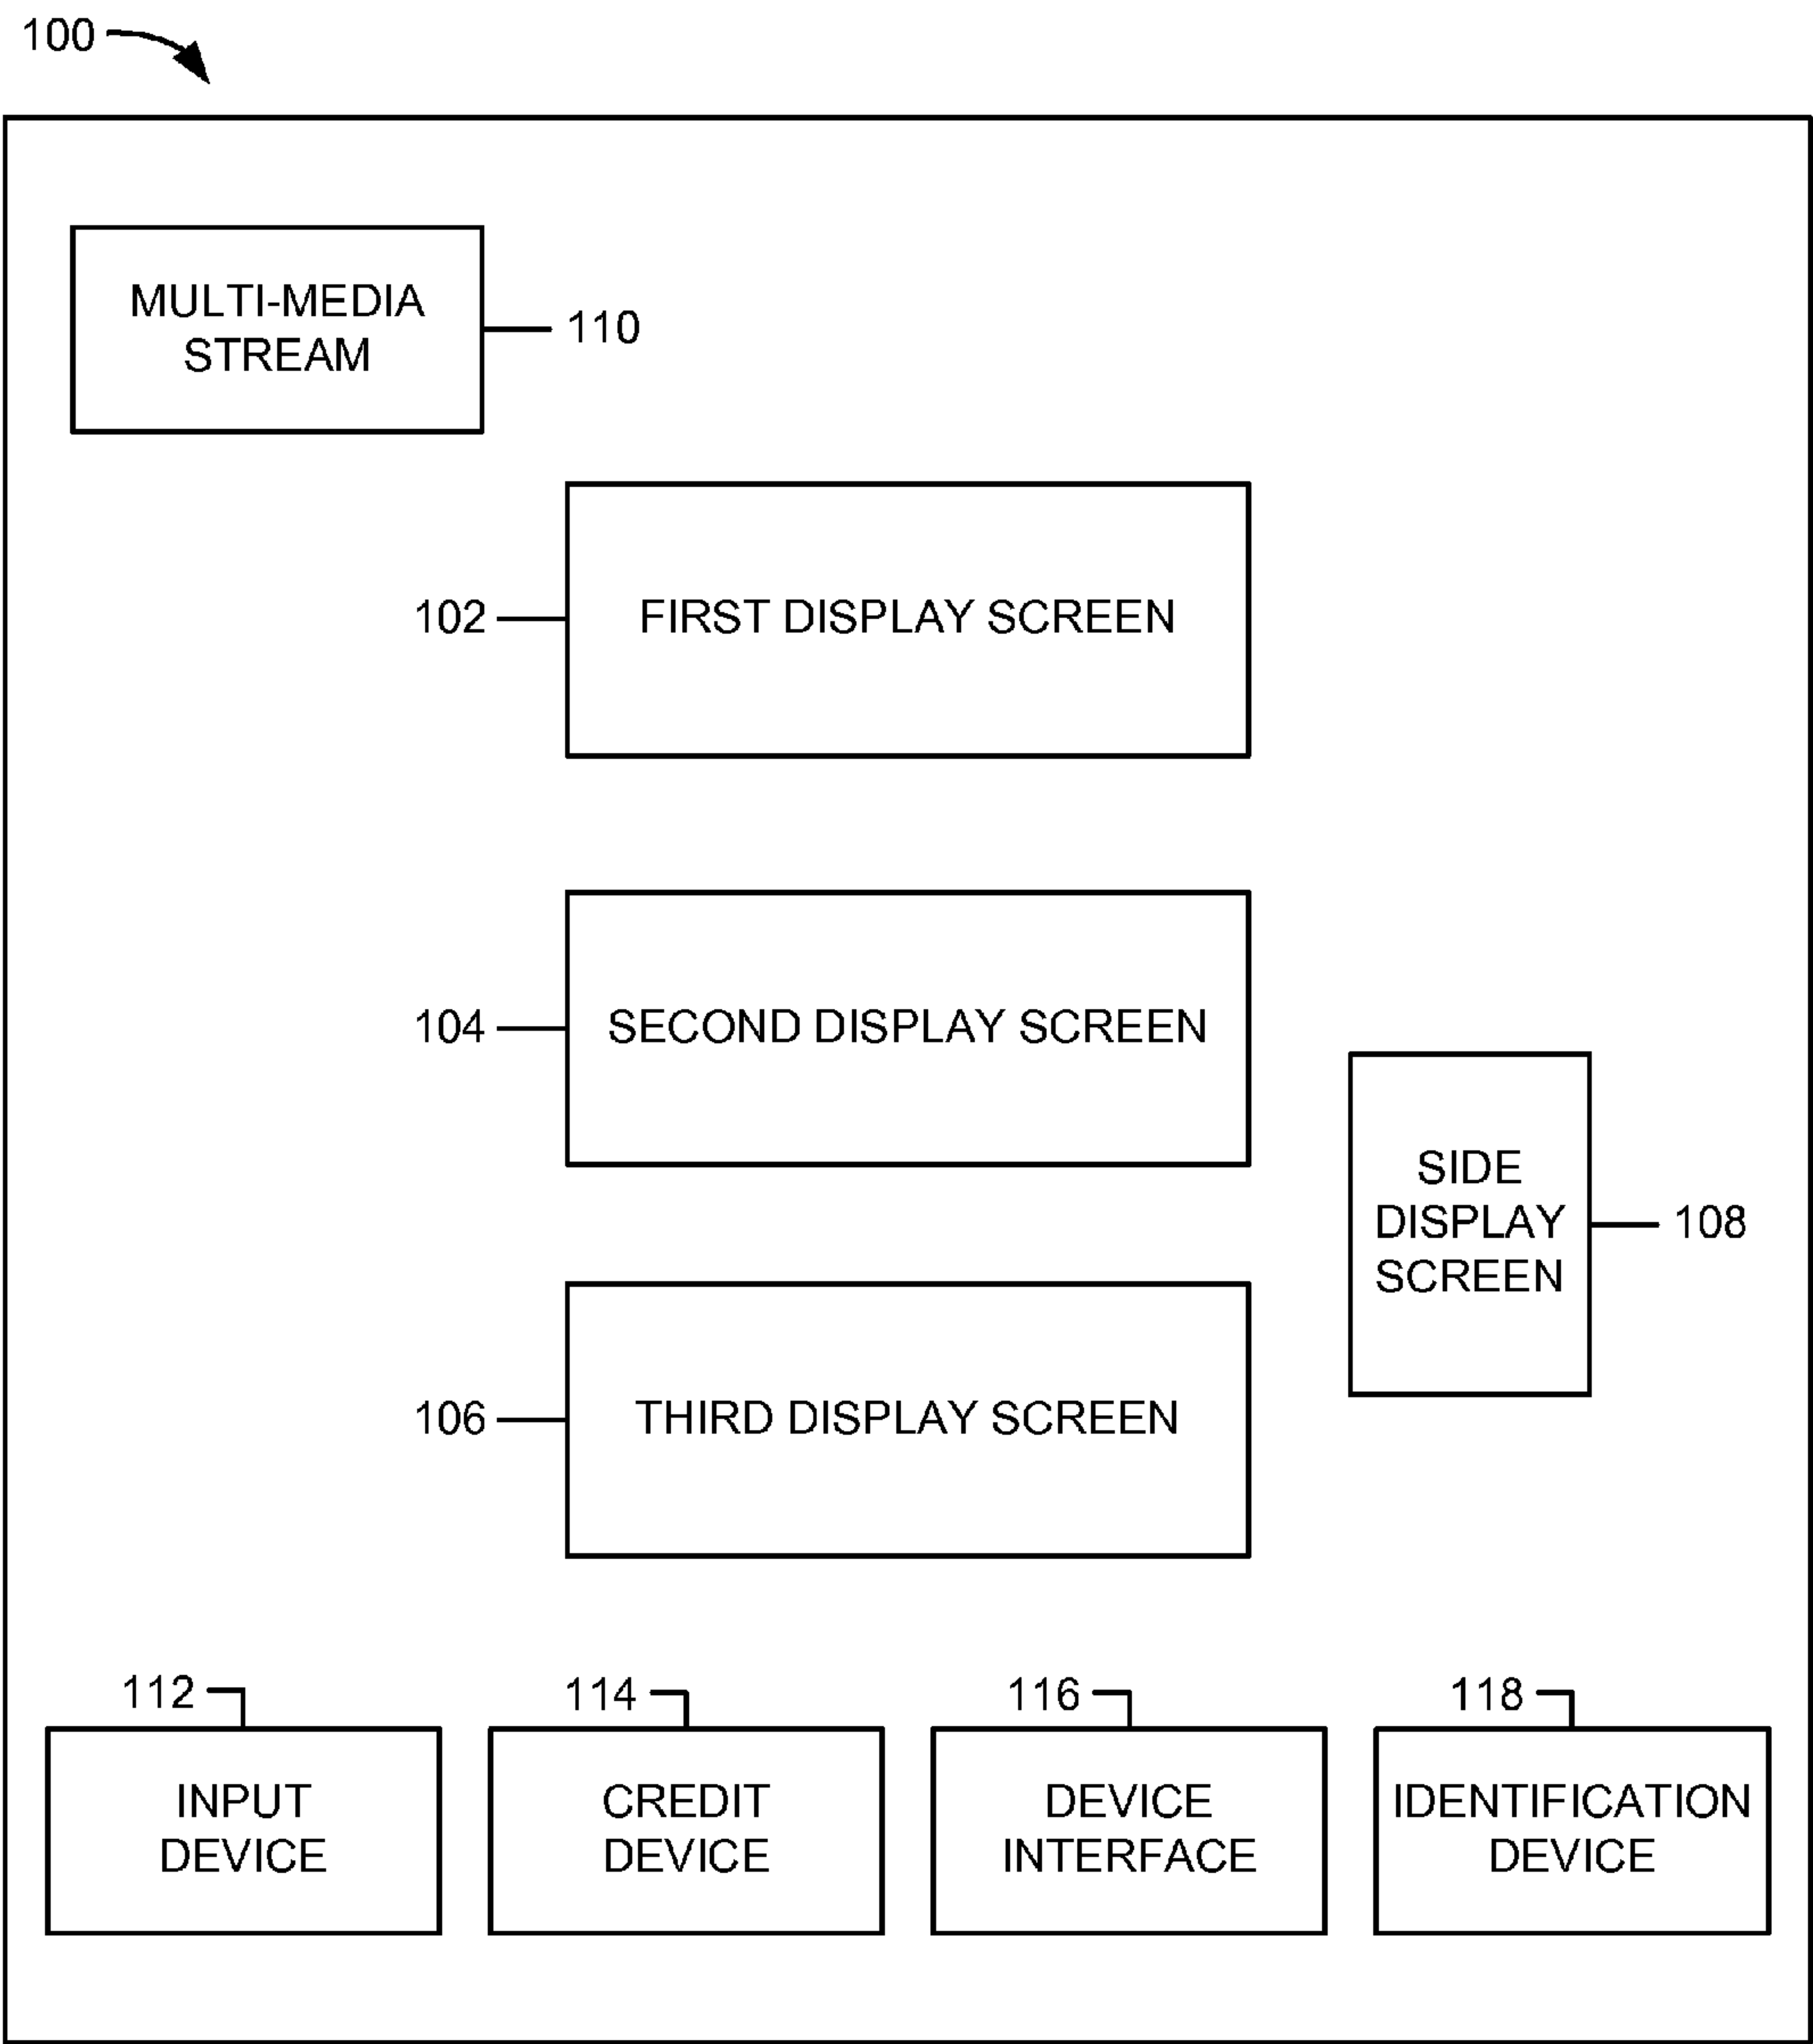 100
MULTI-MEDIA
STREAM
110
102
FIRST DISPLAY SCREEN
104
SECOND DISPLAY SCREEN
SIDE
DISPLAY
SCREEN
108
106
THIRD DISPLAY SCREEN
112
INPUT
DEVICE
114
CREDIT
DEVICE
116
DEVICE
INTERFACE
118
IDENTIFICATION
DEVICE